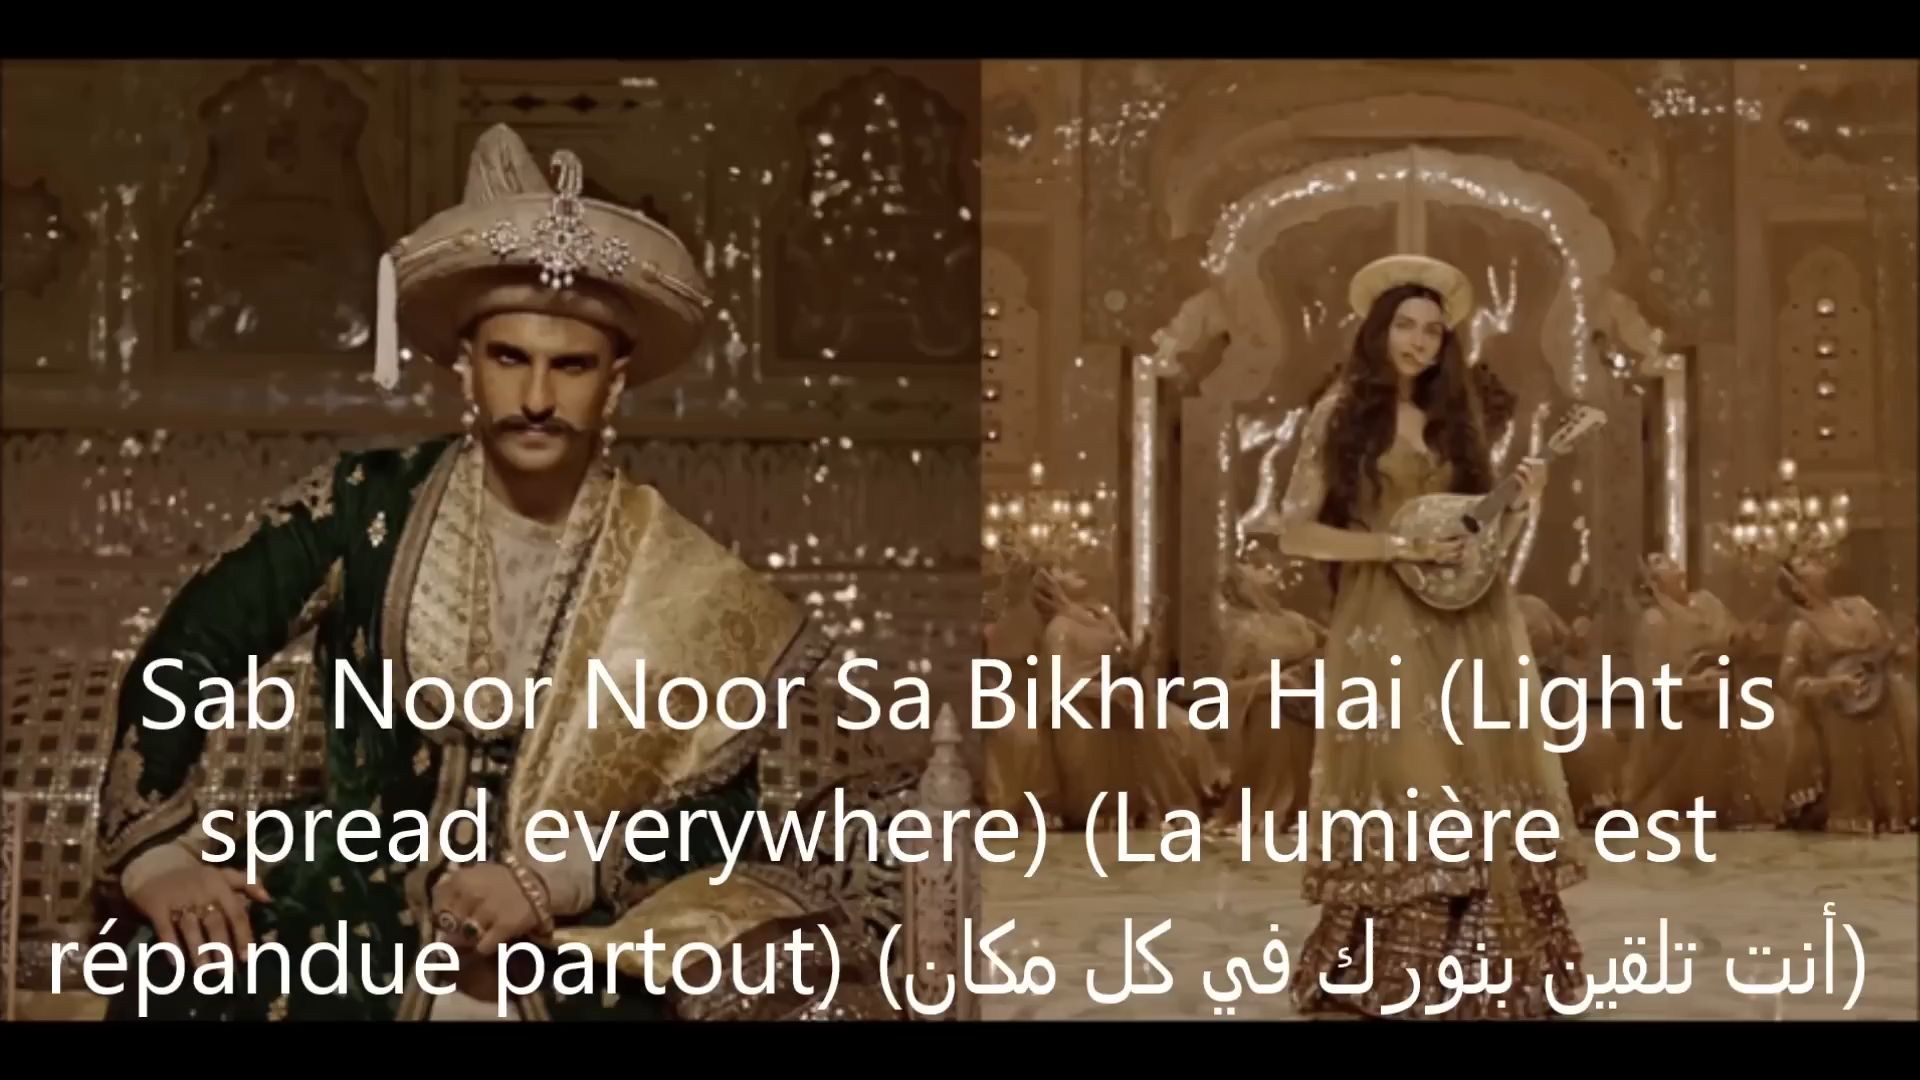 Sab Noor Noor Sa Bikhra Hai (Light is
spread everywhere) (La lumière est
répandue partout) (أنت تلقين بنورك في كل مكان)